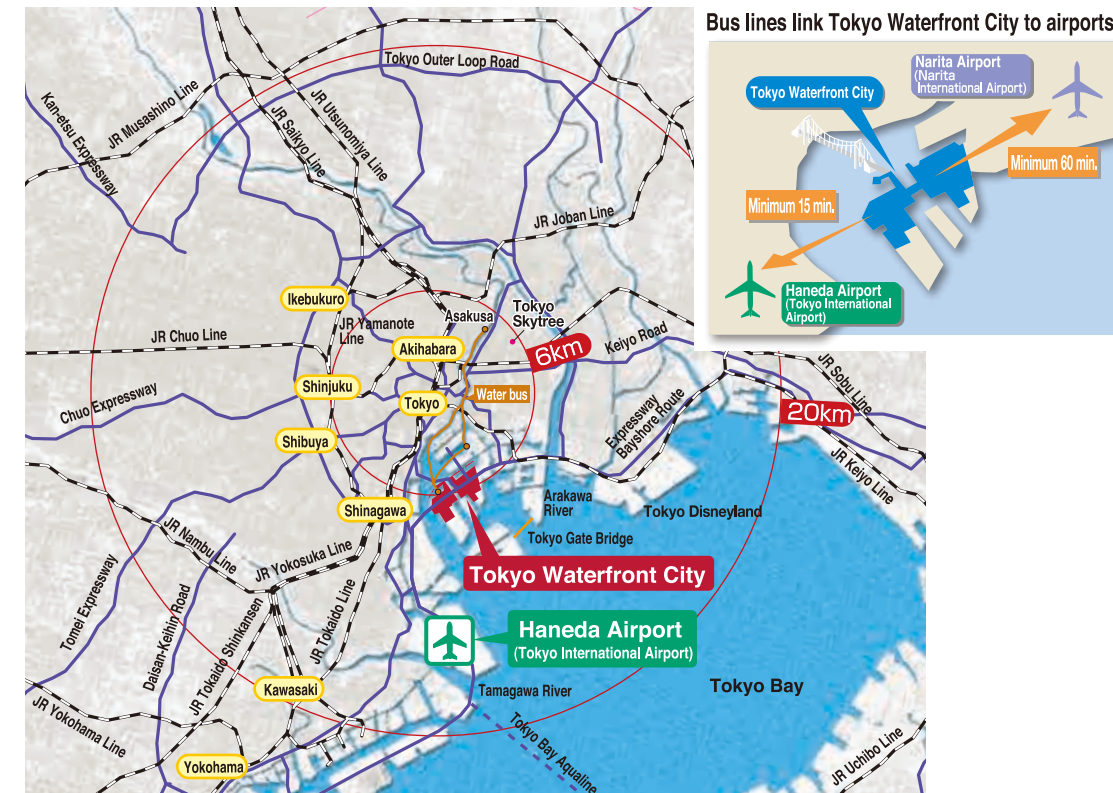 Bus lines link Tokyo Waterfront City to airports
Narita Airport
(Narita
International Airport)
Tokyo Waterfront City
Minimum 60 min.
Minimum 15 min.
Haneda Airport
(Tokyo International
Airport)
Tokyo Outer Loop Road
JR Musashino Line
Kan-etsu Expressway
JR Saikyo Line
JR Utsunomiya Line
JR Joban Line
Ikebukuro
JR Yamanote
Line
Asakusa
Tokyo
Skytree
JR Chuo Line
Akihabara
6km
Keiyo Road
JR Sobu Line
Shinjuku
Chuo Expressway
Tokyo
Water bus
20km
Expressway
Bayshore Route
Shibuya
JR Keiyo Line
Shinagawa
Arakawa
River
Tokyo Disneyland
Tokyo Gate Bridge
JR Nambu Line
JR Yokosuka Line
Tokyo Waterfront City
Tomei Expressway
Daisan-Keihin Road
JR Tokaido Shinkansen
JR Tokaido Line
Haneda Airport
(Tokyo International Airport)
Kawasaki
Tamagawa River
Tokyo Bay
JR Yokohama Line
Tokyo Bay Aqualine
Yokohama
JR Uchibo Line